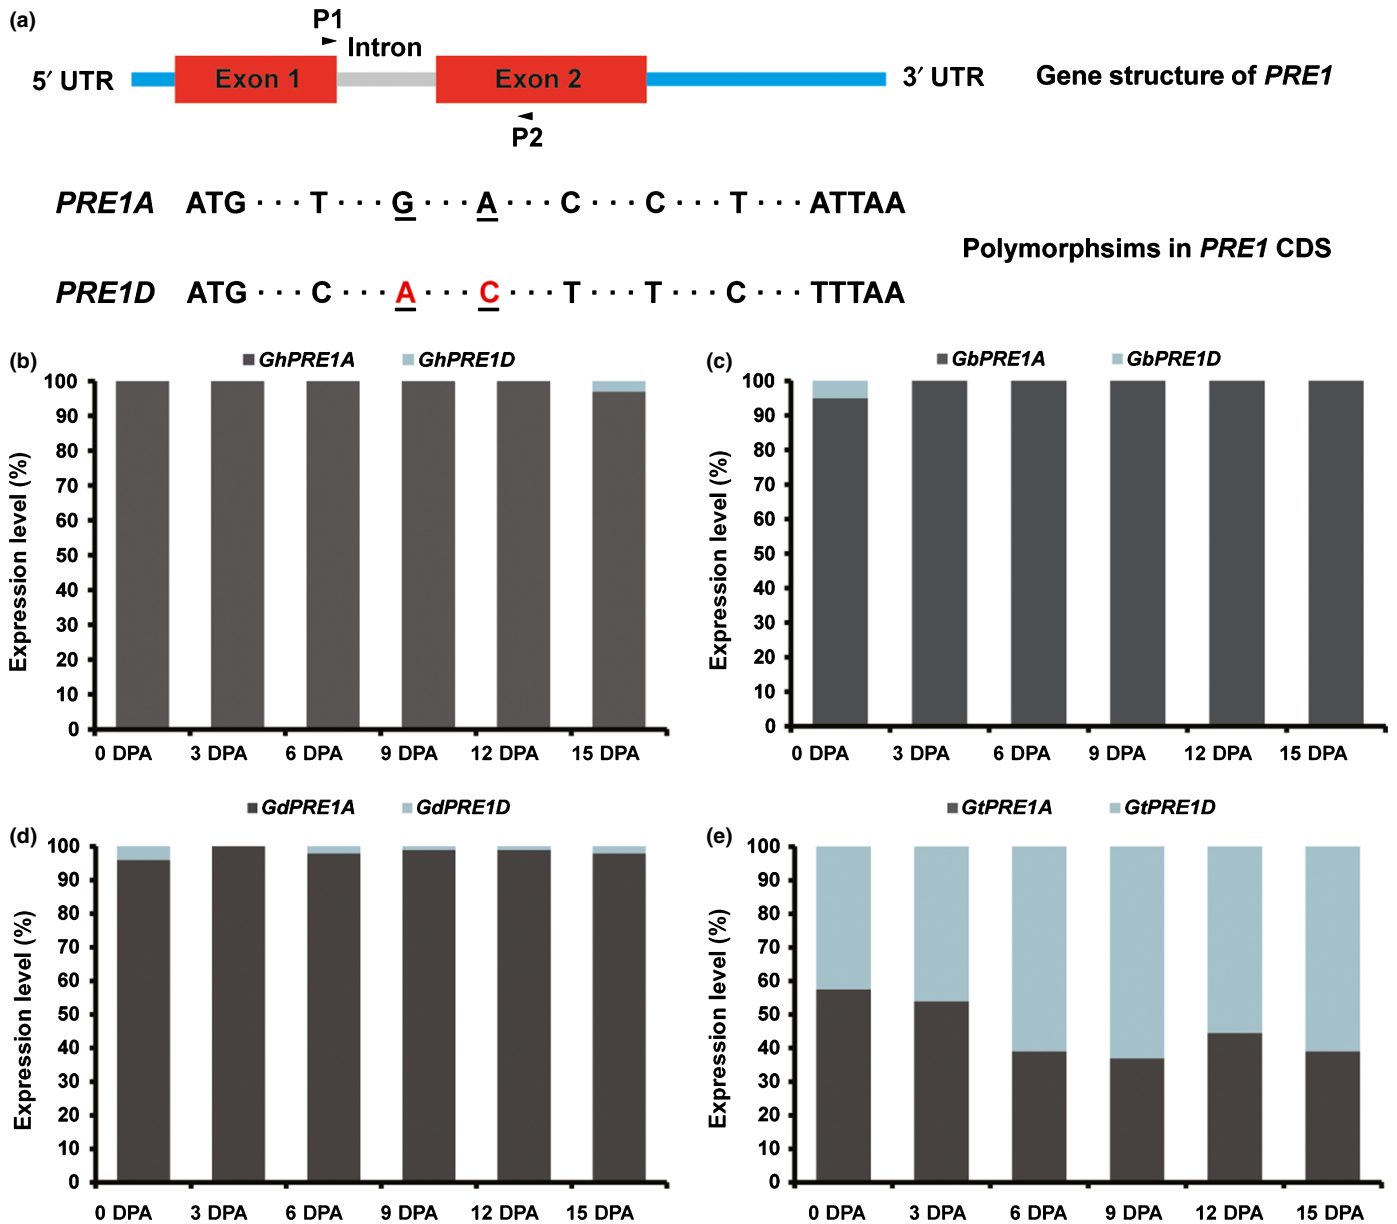 (a)
P1
Intron
5′ UTR Exon 1 Exon 2 3′ UTR Gene structure of PRE1
P2
PRE1A ATG ··· T ··· G ··· A ··· C ··· C ··· T ··· ATTAA
Polymorphsims in PRE1 CDS
PRE1D ATG ··· C ··· A ··· C ··· T ··· T ··· C ··· TTTAA
(b) GhPRE1A GhPRE1D
Expression level (%)
100
90
80
70
60
50
40
30
20
10
0
0 DPA 3 DPA 6 DPA 9 DPA 12 DPA 15 DPA
(c) GbPRE1A GbPRE1D
Expression level (%)
100
90
80
70
60
50
40
30
20
10
0
0 DPA 3 DPA 6 DPA 9 DPA 12 DPA 15 DPA
(d) GdPRE1A GdPRE1D
Expression level (%)
100
90
80
70
60
50
40
30
20
10
0
0 DPA 3 DPA 6 DPA 9 DPA 12 DPA 15 DPA
(e) GtPRE1A GtPRE1D
Expression level (%)
100
90
80
70
60
50
40
30
20
10
0
0 DPA 3 DPA 6 DPA 9 DPA 12 DPA 15 DPA